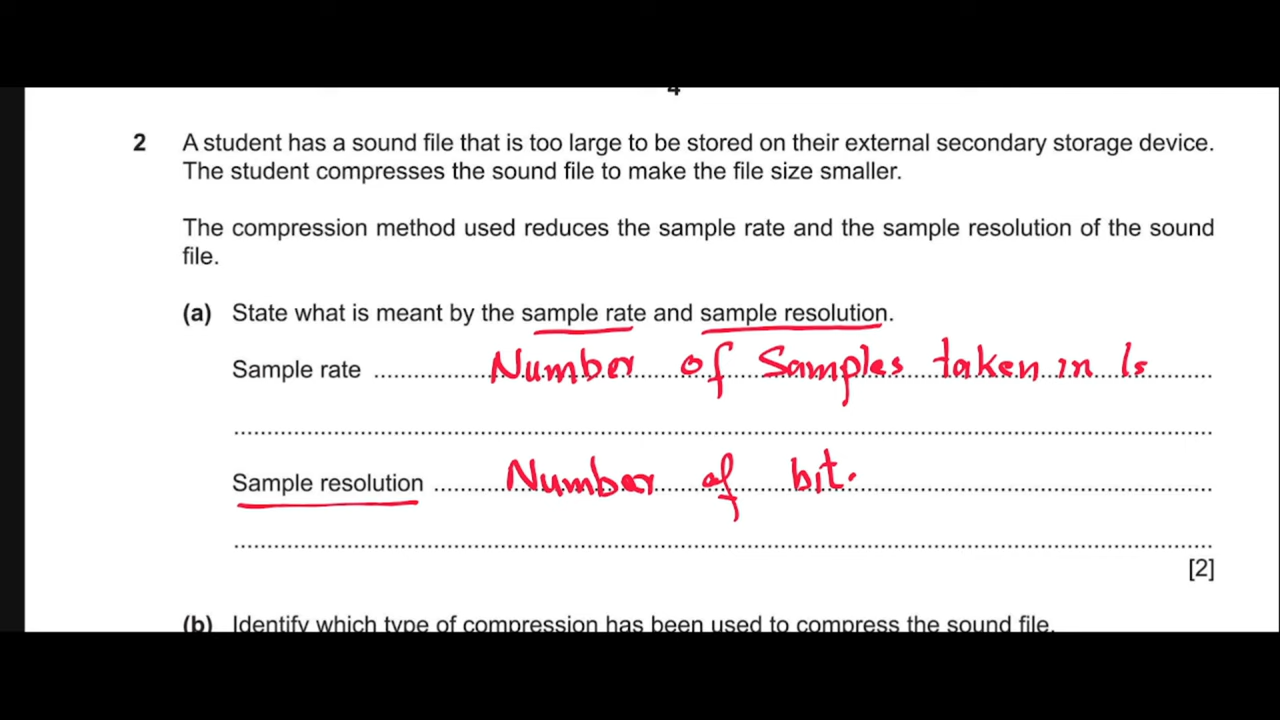 4
2 A student has a sound file that is too large to be stored on their external secondary storage device.
The student compresses the sound file to make the file size smaller.
The compression method used reduces the sample rate and the sample resolution of the sound
file.
(a) State what is meant by the sample rate and sample resolution.
Sample rate ........ Number of Samples taken in 1s ........
........
Sample resolution ........ Number of bit. ........
........
[2]
(b) Identify which type of compression has been used to compress the sound file.